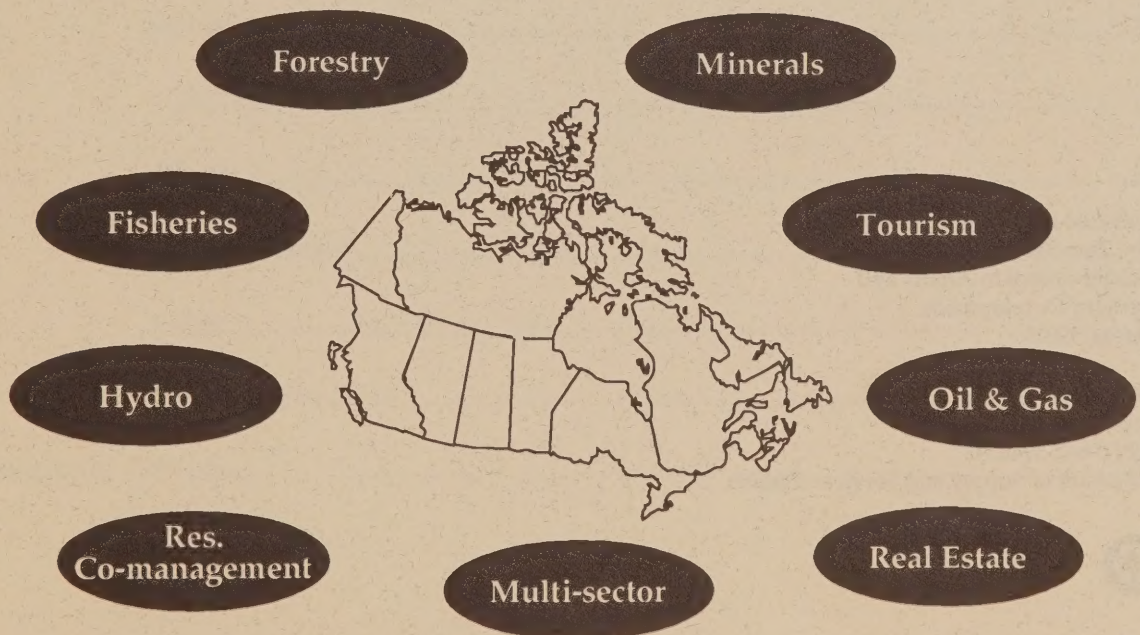 Forestry
Minerals
Fisheries
Tourism
Hydro
Oil & Gas
Res.
Co-management
Multi-sector
Real Estate